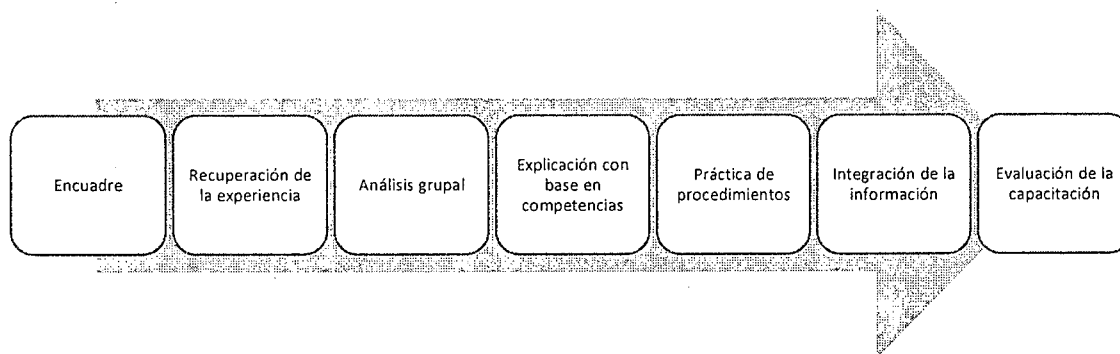 Encuadre
Recuperación de
la experiencia
Análisis grupal
Explicación con
base en
competencias
Práctica de
procedimientos
Integración de la
información
Evaluación de la
capacitación